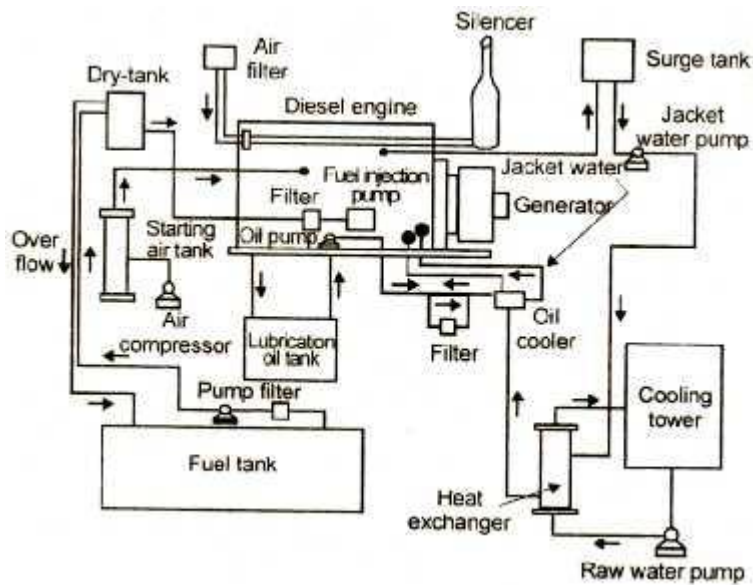 Silencer
Air
filter
Surge tank
Dry-tank
Diesel engine
Jacket
water pump
Jacket water
Fuel injection
pump
Filter
Generator
Over
flow
Starting
air tank
Oil pump
Air
compressor
Lubrication
oil tank
Filter
Oil
cooler
Pump filter
Cooling
tower
Fuel tank
Heat
exchanger
Raw water pump